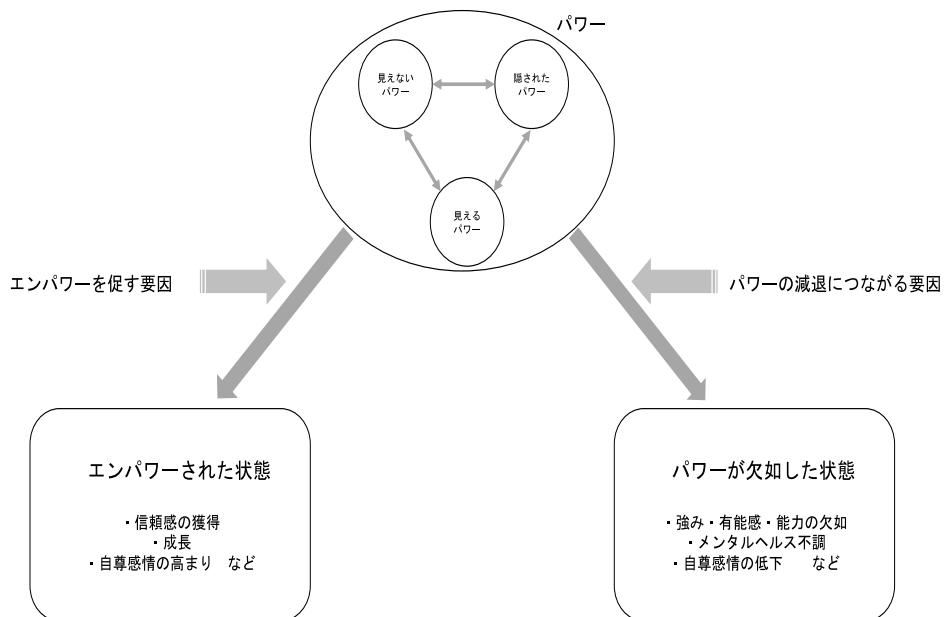 パワー
見えない
パワー
隠された
パワー
見える
パワー
エンパワーを促す要因
パワーの減退につながる要因
エンパワーされた状態
・信頼感の獲得
・成長
・自尊感情の高まり　など
パワーが欠如した状態
・強み・有能感・能力の欠如
・メンタルヘルス不調
・自尊感情の低下　　など